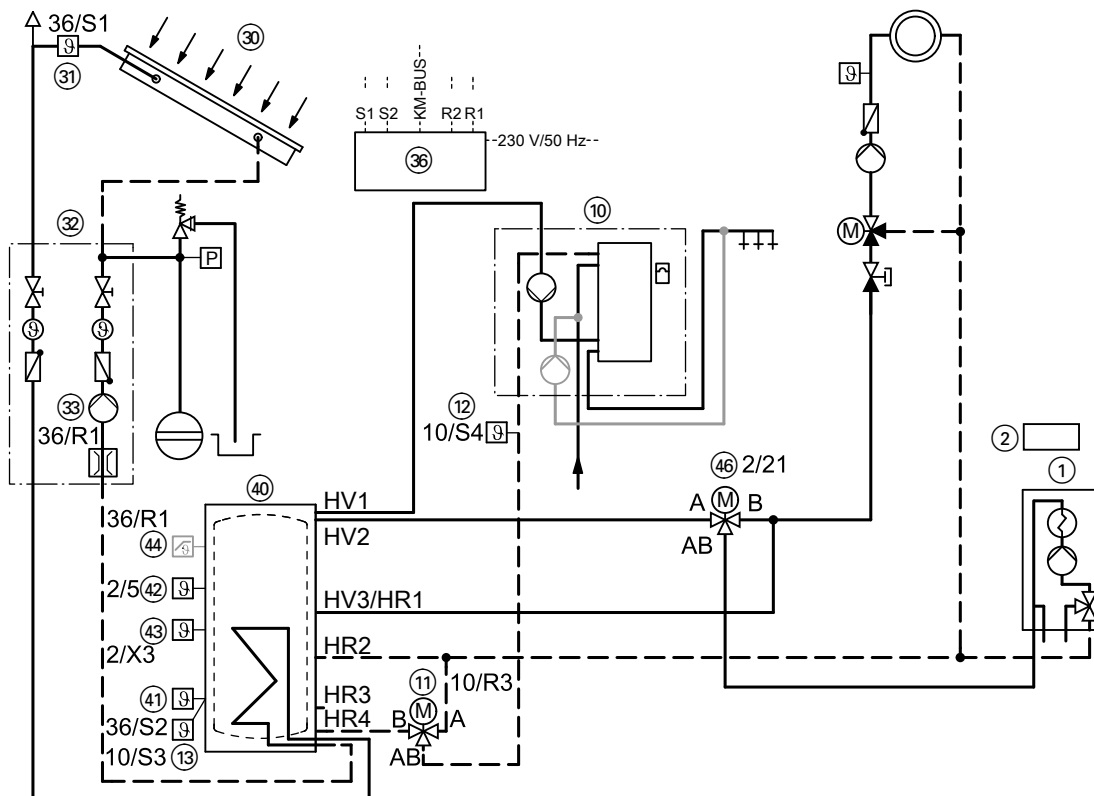 36/S1
30
31
S1 S2 KM-BUS R2 R1
230 V/50 Hz
36
32
10
M
P
ϑ
ϑ
ϑ
ϑ
33
36/R1
12
10/S4 ϑ
2
1
46 2/21
A M B
AB
40
HV1
HV2
36/R1
44 ϑ
2/5 42 ϑ
HV3/HR1
43 ϑ
2/X3
HR2
11 10/R3
41 ϑ
HR3
36/S2 ϑ
HR4
B M A
AB
10/S3 13